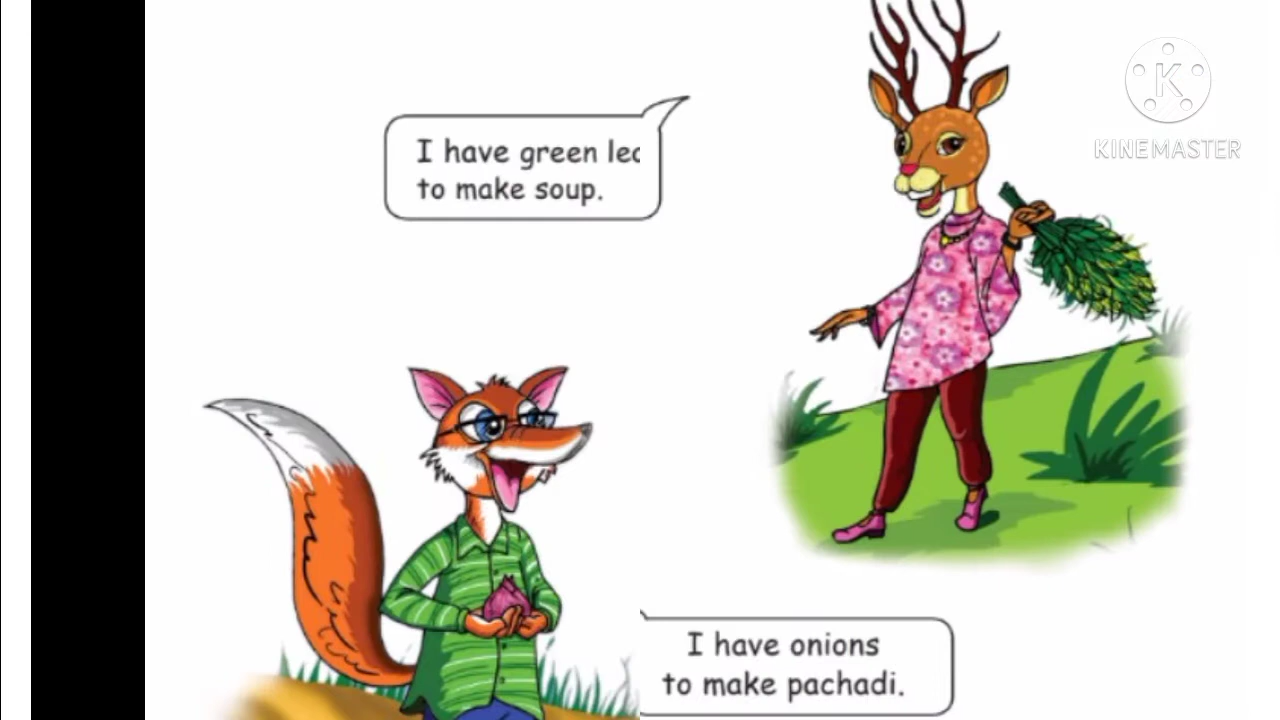 I have green
to make soup.
KINEMASTER
I have onions
to make pachadi.